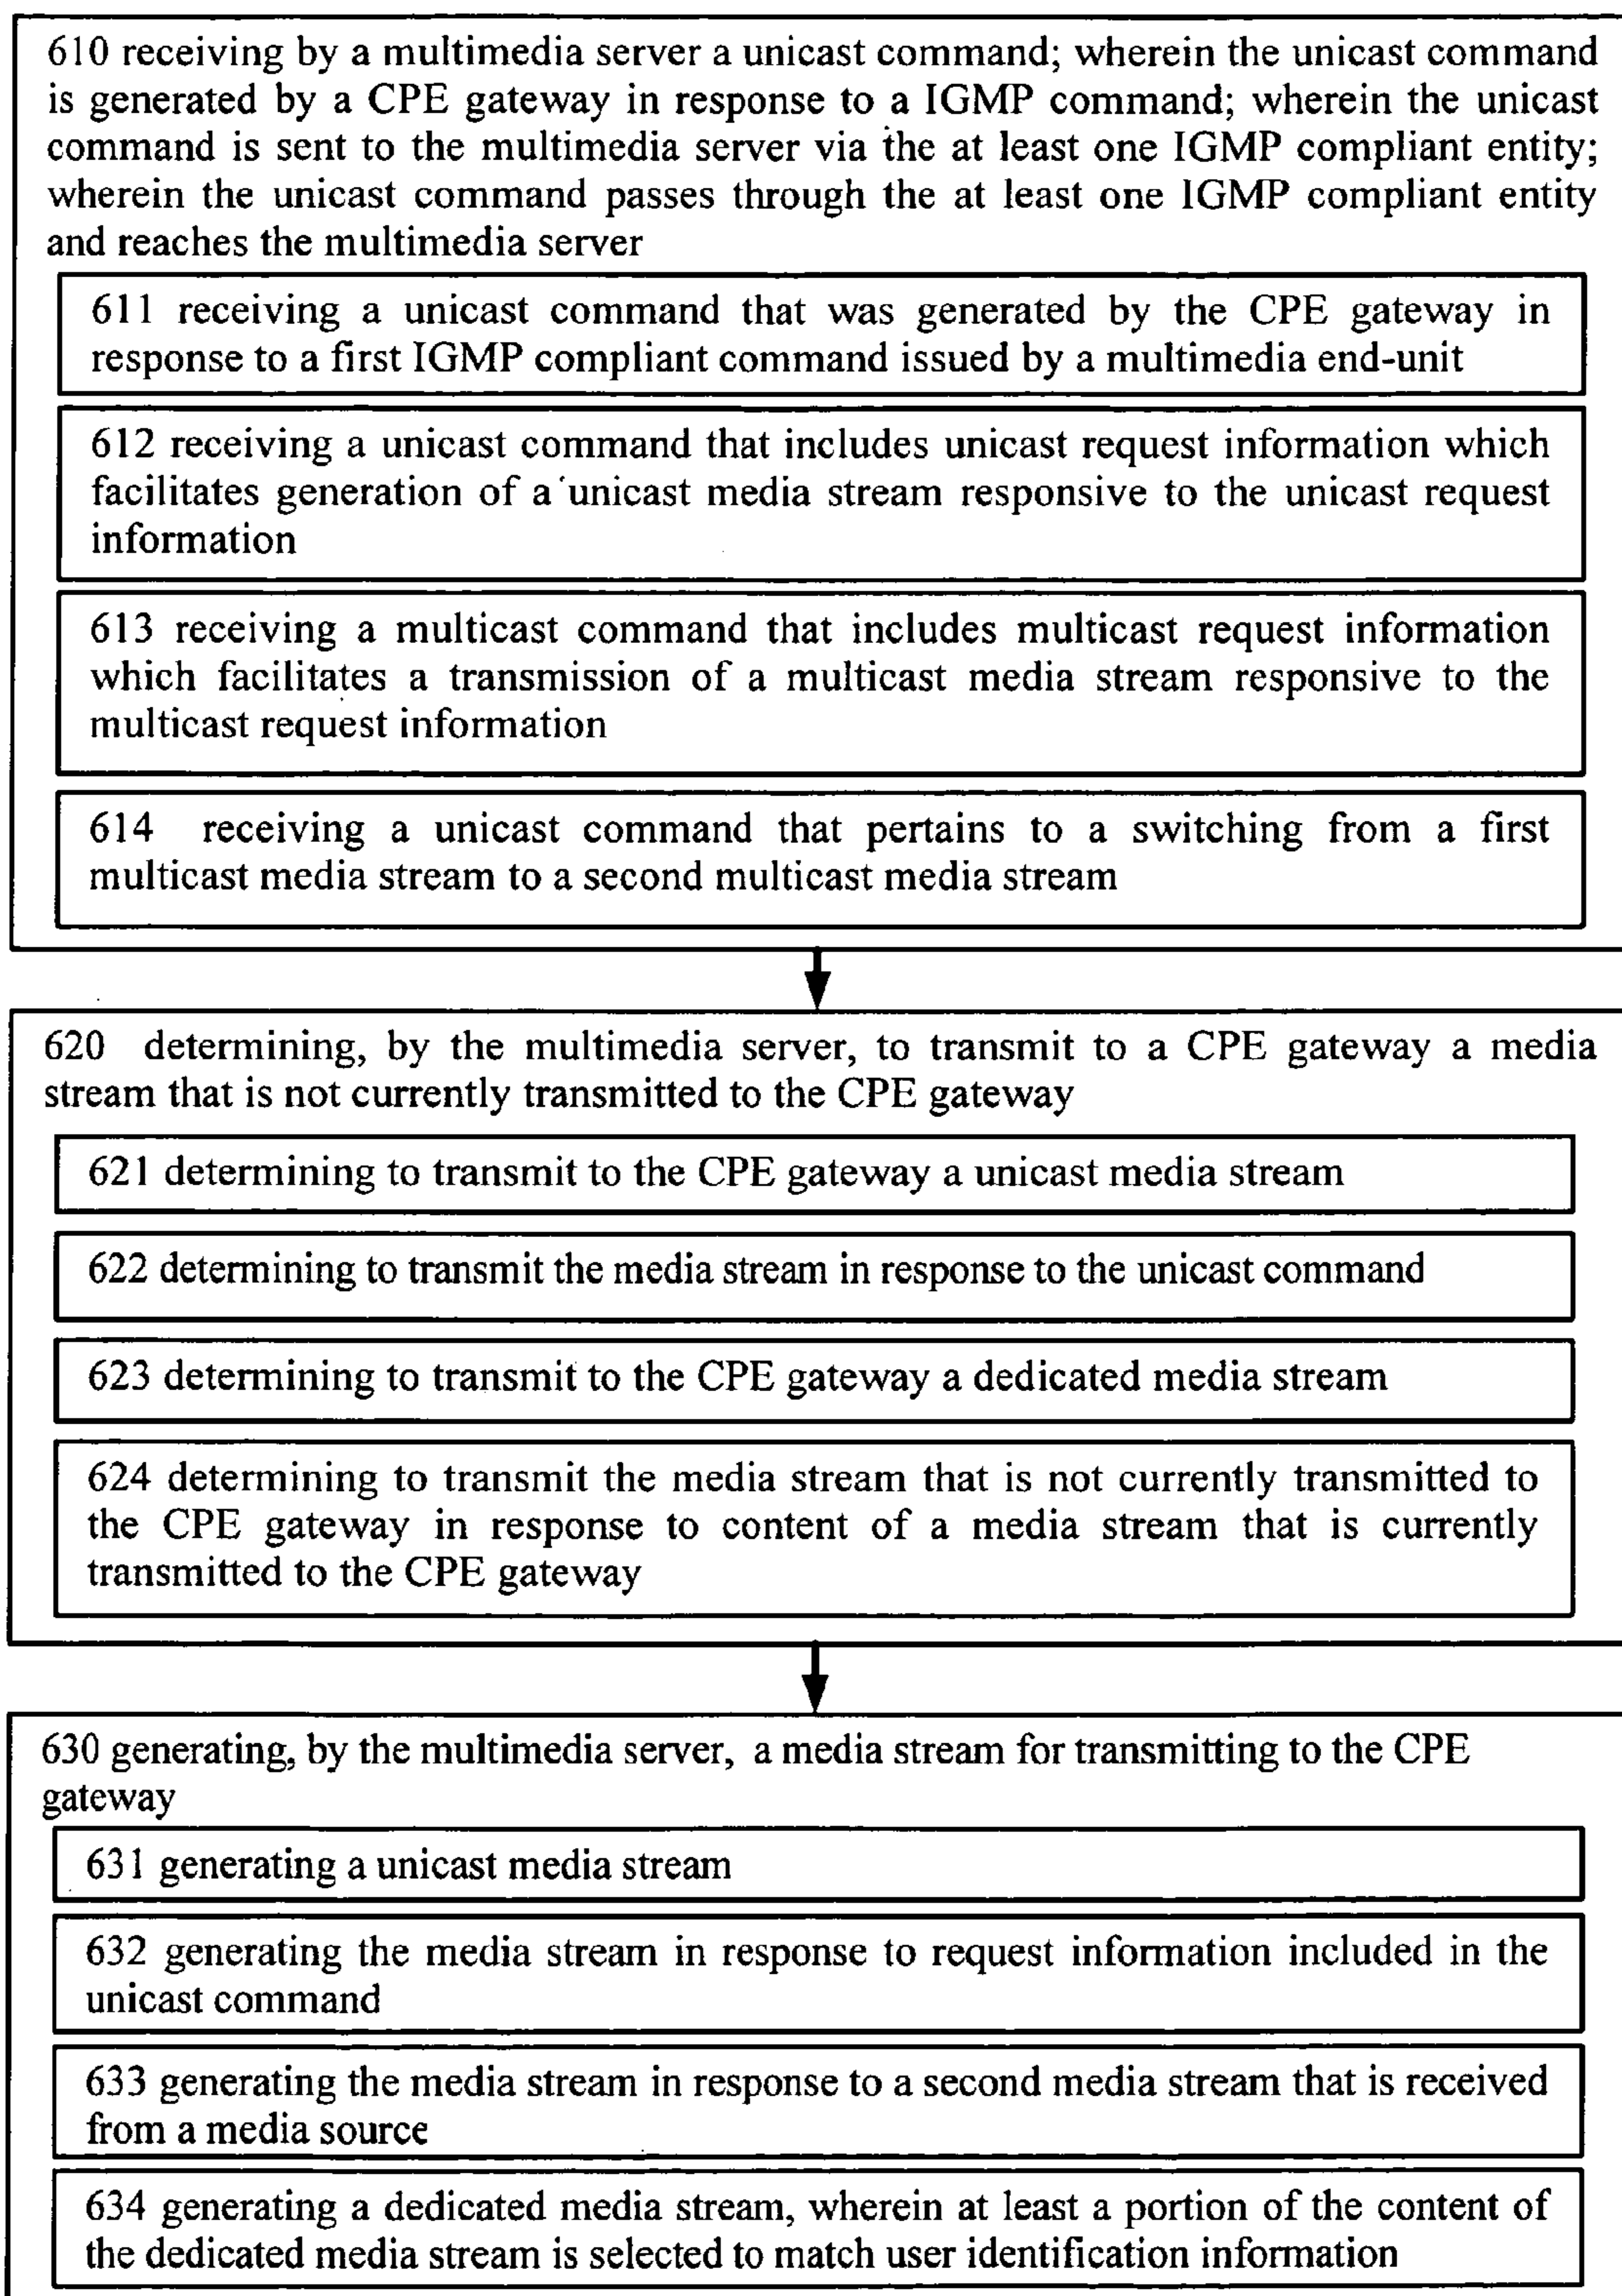 610 receiving by a multimedia server a unicast command; wherein the unicast command
is generated by a CPE gateway in response to a IGMP command; wherein the unicast
command is sent to the multimedia server via the at least one IGMP compliant entity;
wherein the unicast command passes through the at least one IGMP compliant entity
and reaches the multimedia server
611 receiving a unicast command that was generated by the CPE gateway in
response to a first IGMP compliant command issued by a multimedia end-unit
612 receiving a unicast command that includes unicast request information which
facilitates generation of a unicast media stream responsive to the unicast request
information
613 receiving a multicast command that includes multicast request information
which facilitates a transmission of a multicast media stream responsive to the
multicast request information
614 receiving a unicast command that pertains to a switching from a first
multicast media stream to a second multicast media stream
620 determining, by the multimedia server, to transmit to a CPE gateway a media
stream that is not currently transmitted to the CPE gateway
621 determining to transmit to the CPE gateway a unicast media stream
622 determining to transmit the media stream in response to the unicast command
623 determining to transmit to the CPE gateway a dedicated media stream
624 determining to transmit the media stream that is not currently transmitted to
the CPE gateway in response to content of a media stream that is currently
transmitted to the CPE gateway
630 generating, by the multimedia server, a media stream for transmitting to the CPE
gateway
631 generating a unicast media stream
632 generating the media stream in response to request information included in the
unicast command
633 generating the media stream in response to a second media stream that is received
from a media source
634 generating a dedicated media stream, wherein at least a portion of the content of
the dedicated media stream is selected to match user identification information